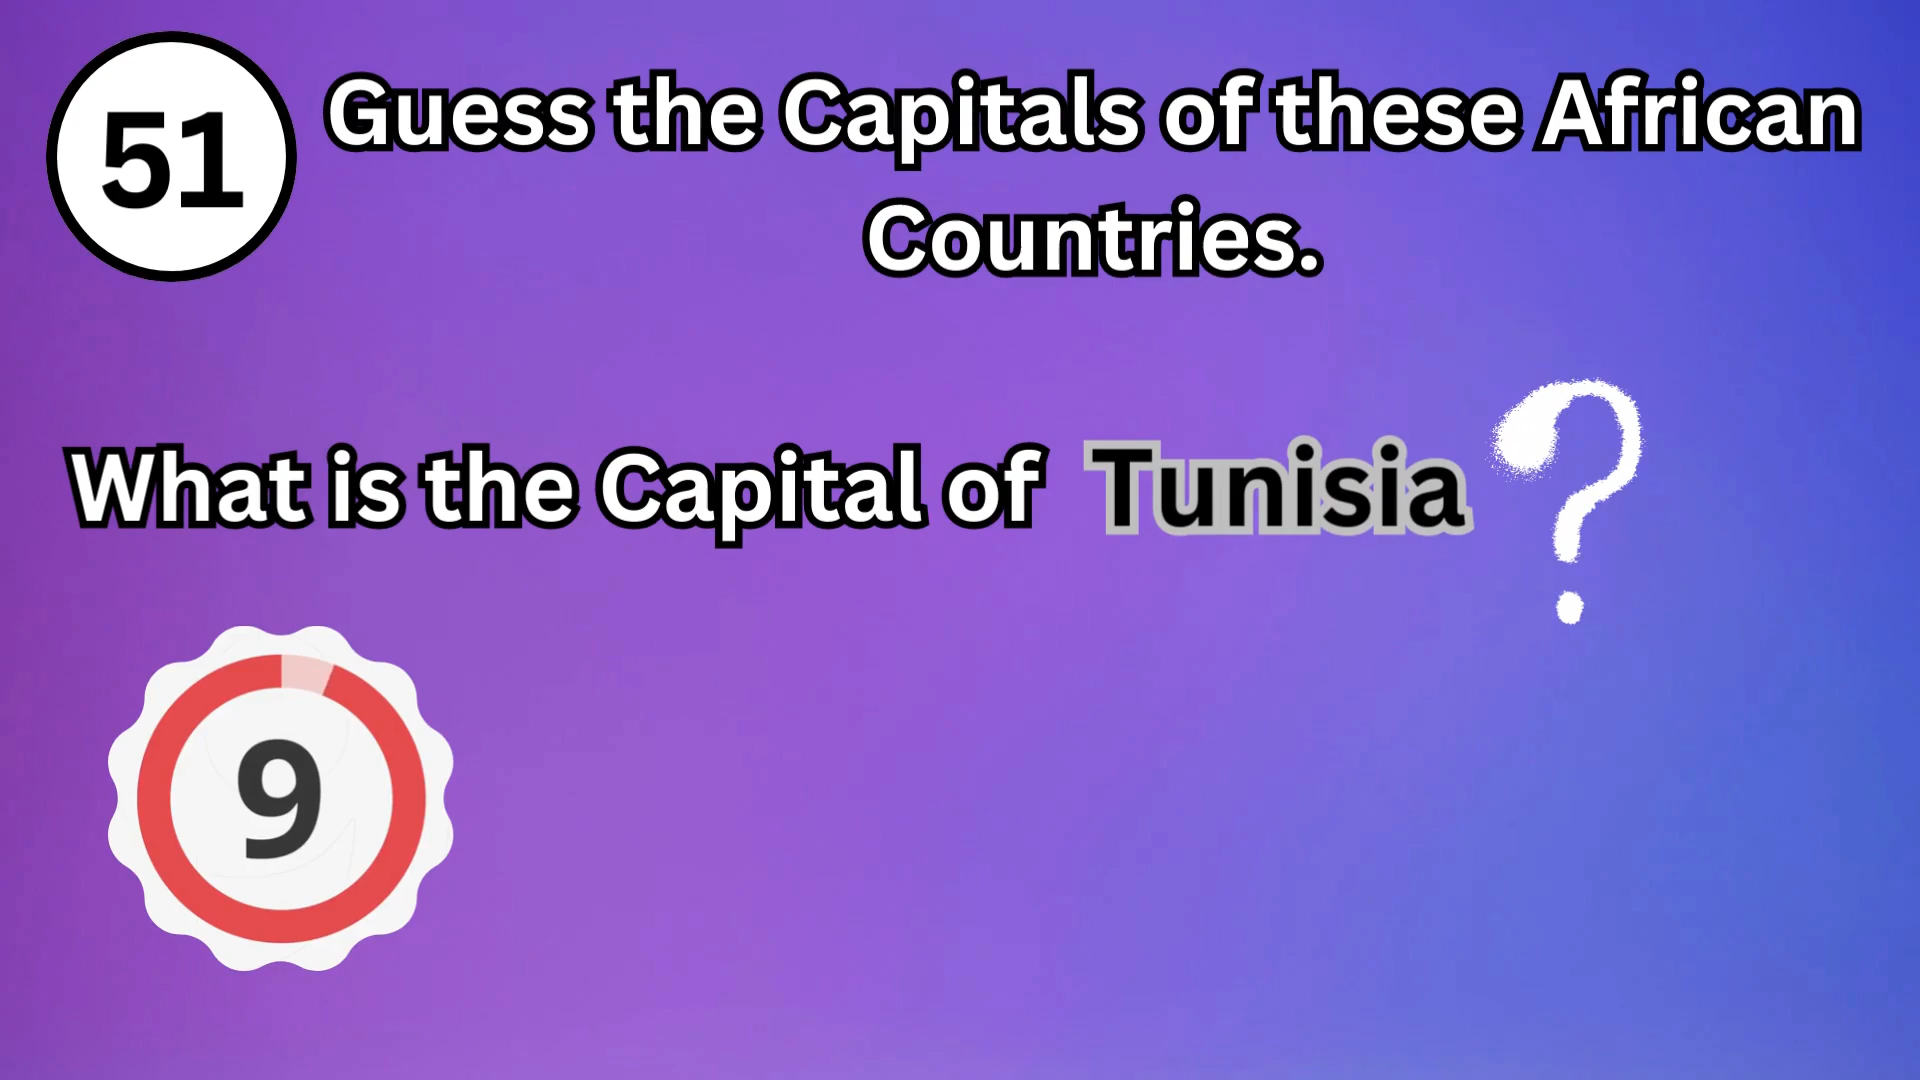 51
Guess the Capitals of these African
Countries.
What is the Capital of Tunisia ?
9